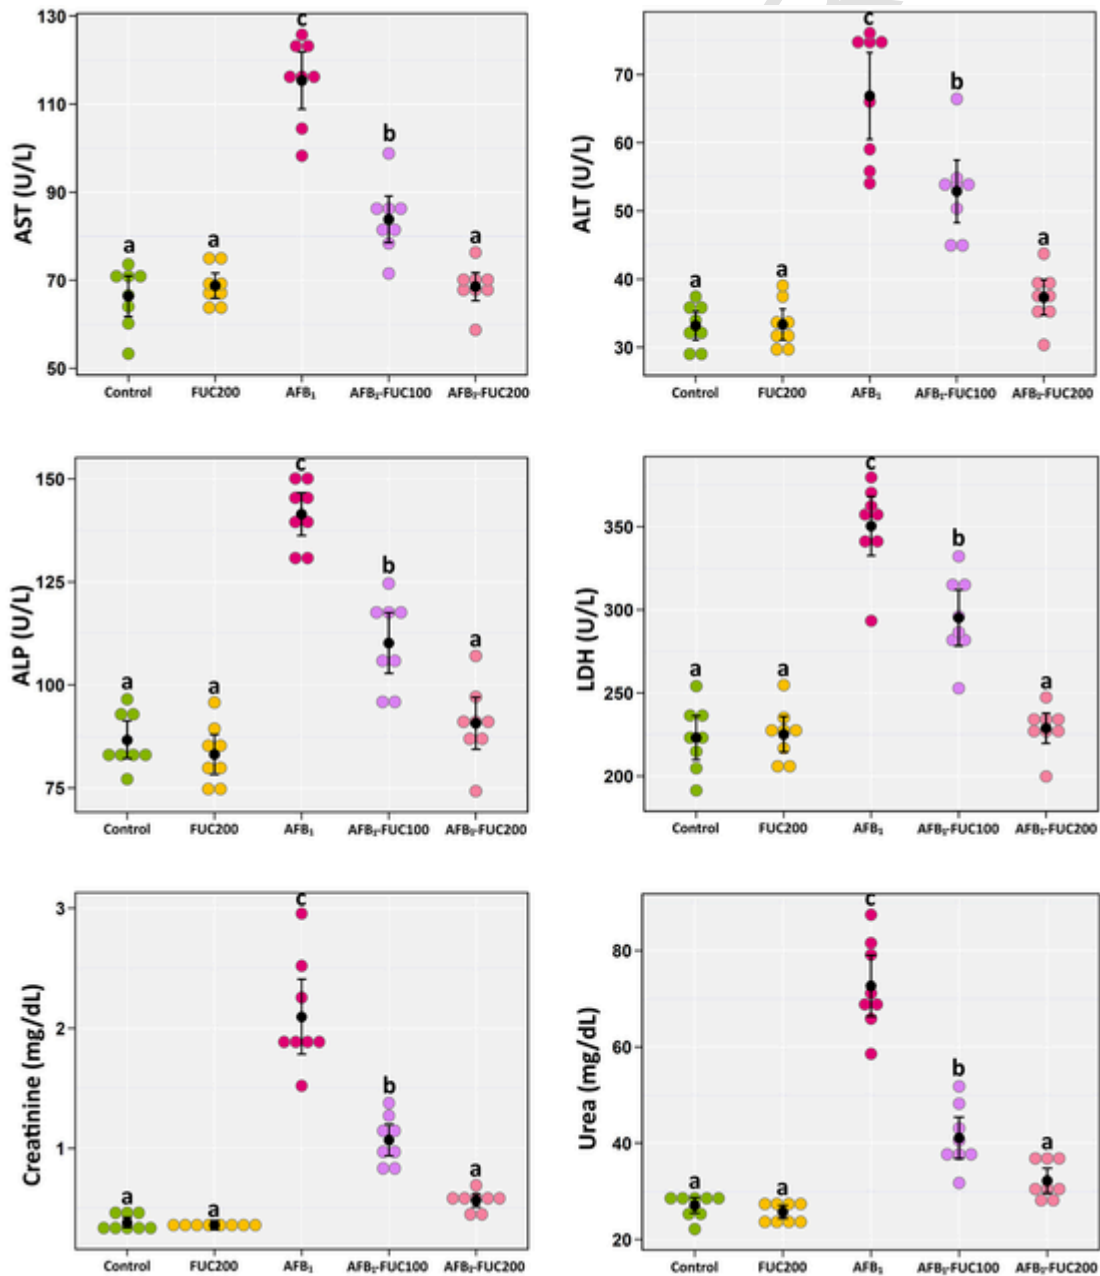 130
110
90
70
50
AST (U/L)
a
a
c
b
a
Control FUC200 AFB₁ AFB₁-FUC100 AFB₁-FUC200
70
60
50
40
30
ALT (U/L)
a
a
c
b
a
Control FUC200 AFB₁ AFB₁-FUC100 AFB₁-FUC200
150
125
100
75
ALP (U/L)
a
a
c
b
a
Control FUC200 AFB₁ AFB₁-FUC100 AFB₁-FUC200
350
300
250
200
LDH (U/L)
a
a
c
b
a
Control FUC200 AFB₁ AFB₁-FUC100 AFB₁-FUC200
3
2
1
Creatinine (mg/dL)
a
a
c
b
a
Control FUC200 AFB₁ AFB₁-FUC100 AFB₁-FUC200
80
60
40
20
Urea (mg/dL)
a
a
c
b
a
Control FUC200 AFB₁ AFB₁-FUC100 AFB₁-FUC200